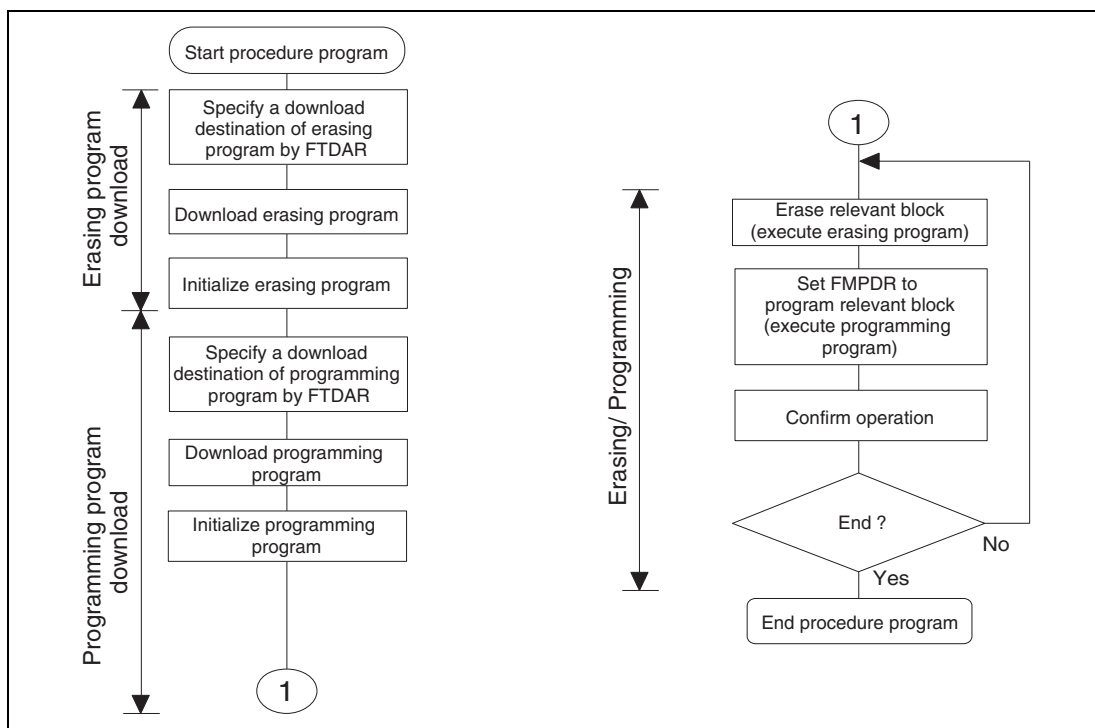 Start procedure program
Erasing program
download
Specify a download
destination of erasing
program by FTDAR
Download erasing program
Initialize erasing program
Programming program
download
Specify a download
destination of programming
program by FTDAR
Download programming
program
Initialize programming
program
1
1
Erasing/ Programming
Erase relevant block
(execute erasing program)
Set FMPDR to
program relevant block
(execute programming
program)
Confirm operation
End ?
No
Yes
End procedure program